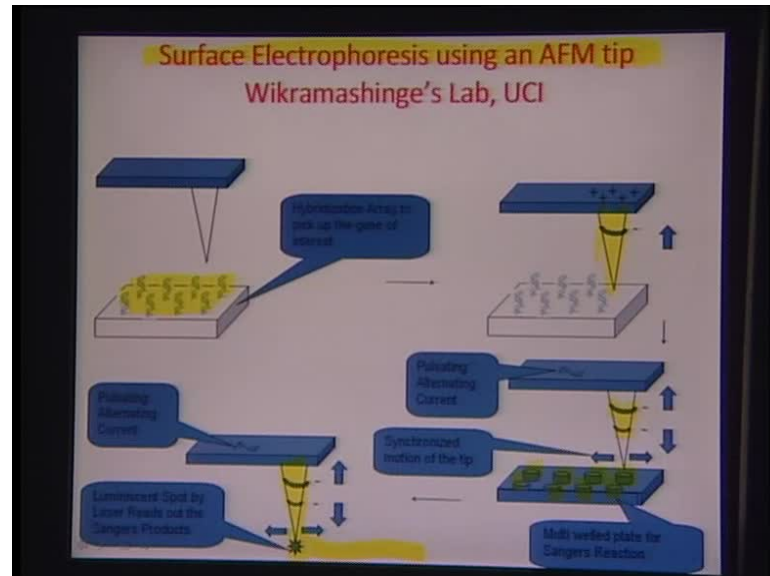 Surface Electrophoresis using an AFM tip
Wikramashinge's Lab, UCI
Hybridization Array to
pick up the gene of
interest
Pulsating
Alternating
Current
Pulsating
Alternating
Current
Synchronized
motion of the tip
Luminescent Spot by
Laser Reads out the
Sangers Products
Multi welled plate for
Sangers Reaction